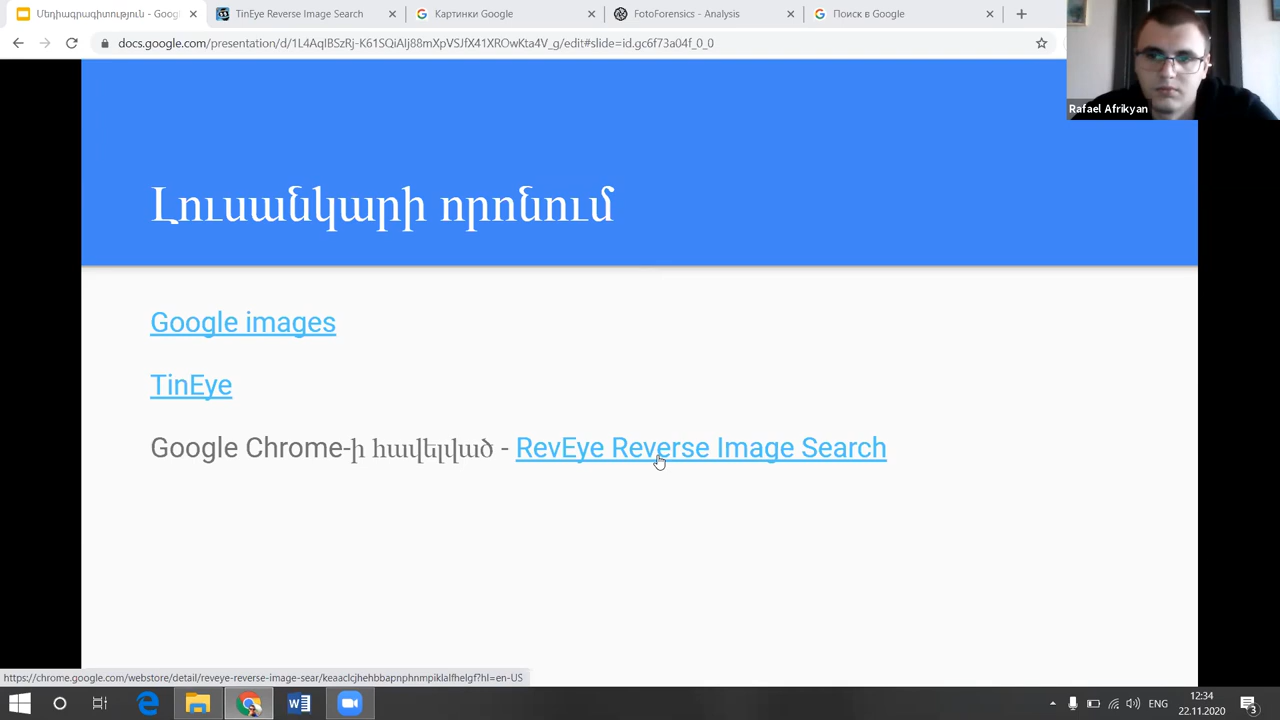 Մեդիագրագիտություն - Goog
TinEye Reverse Image Search
Картинки Google
FotoForensics - Analysis
Поиск в Google
docs.google.com/presentation/d/1L4AqIBSzRj-K61SQiAlj88mXpVSJfX41XROwKta4V_g/edit#slide=id.gc6f73a04f_0_0
Rafael Afrikyan
Լուսանկարի որոնում
Google images
TinEye
Google Chrome-ի հավելված - RevEye Reverse Image Search
https://chrome.google.com/webstore/detail/reveye-reverse-image-sear/keaaclcjhehbbapnphnmpiklalfhelgf?hl=en-US
ENG
12:34
22.11.2020
3